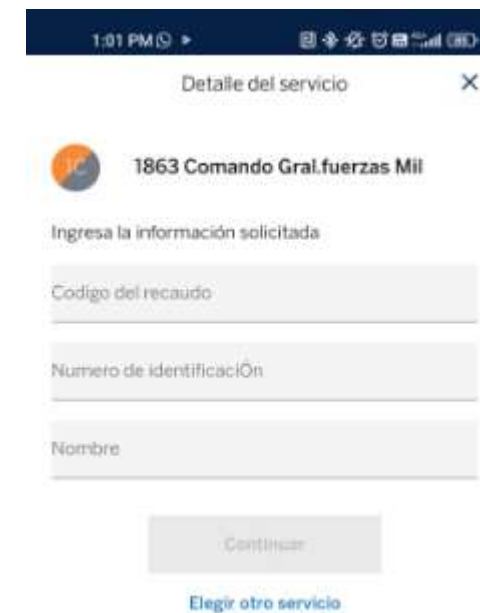 1:01 PM
Detalle del servicio
1863 Comando Gral.fuerzas Mil
Ingresa la información solicitada
Codigo del recaudo
Numero de identificaciÓn
Nombre
Continuar
Elegir otro servicio